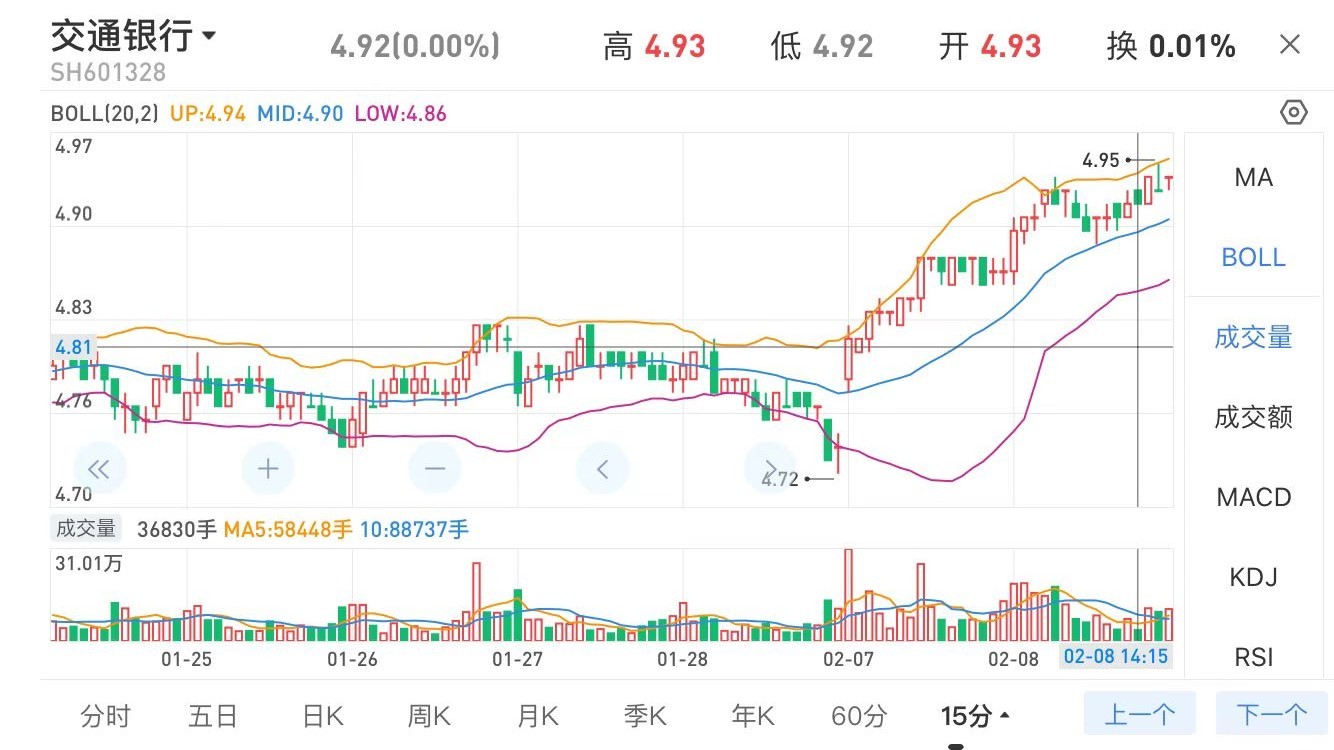 交通银行 4.92(0.00%) 高 4.93 低 4.92 开 4.93 换 0.01%
SH601328
BOLL(20,2) UP:4.94 MID:4.90 LOW:4.86
4.97
4.95
4.90
4.83
4.81
4.76
4.72
4.70
MA
BOLL
成交量
成交额
MACD
KDJ
RSI
成交量 36830手 MA5:58448手 10:88737手
31.01万
01-25 01-26 01-27 01-28 02-07 02-08 02-08 14:15
分时 五日 日K 周K 月K 季K 年K 60分 15分 上一个 下一个